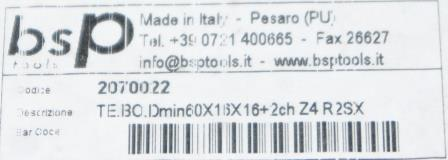 bsp
tools
Made in Italy - Pesaro (PU)
Tel. +39 0721 400665 - Fax 26627
info@bsptools.it - www.bsptools.it
Codice 2070022
Descrizione TE.BO.Dmin60X16X16+2ch Z4 R2SX
Bar Code